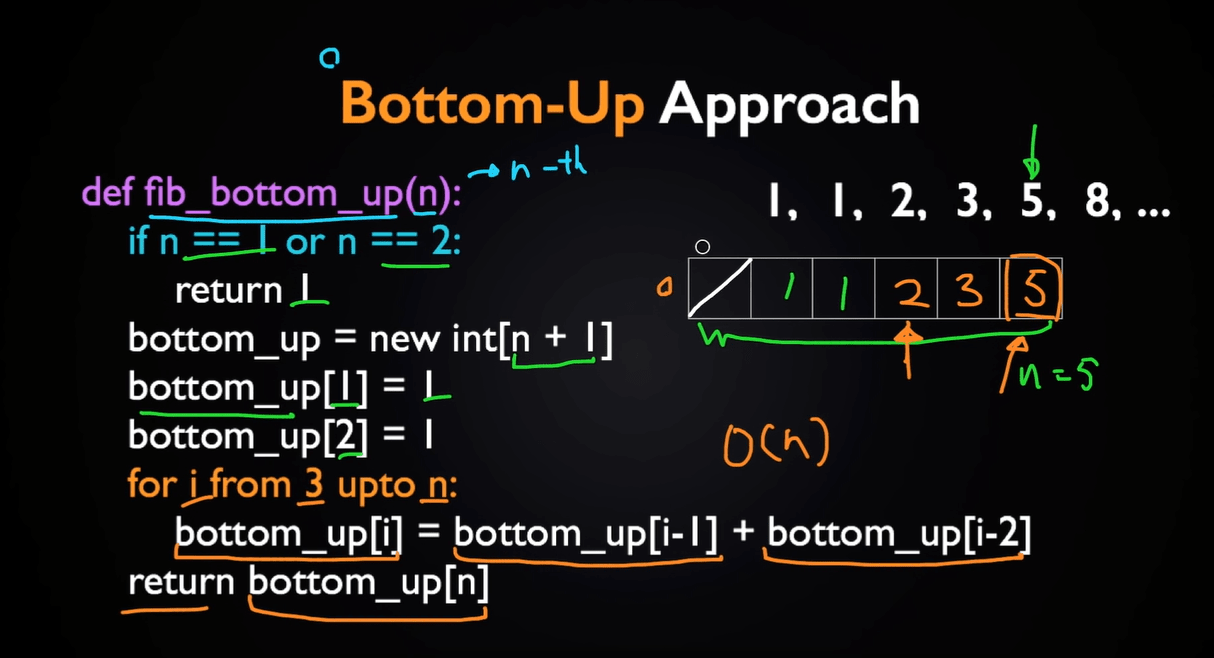 Bottom-Up Approach
def fib_bottom_up(n): → n-th
if n == 1 or n == 2:
return 1
bottom_up = new int[n + 1]
bottom_up[1] = 1
bottom_up[2] = 1
for i from 3 upto n:
bottom_up[i] = bottom_up[i-1] + bottom_up[i-2]
return bottom_up[n]
1, 1, 2, 3, 5, 8, ...
0
1 1 2 3 5
n = 5
O(n)